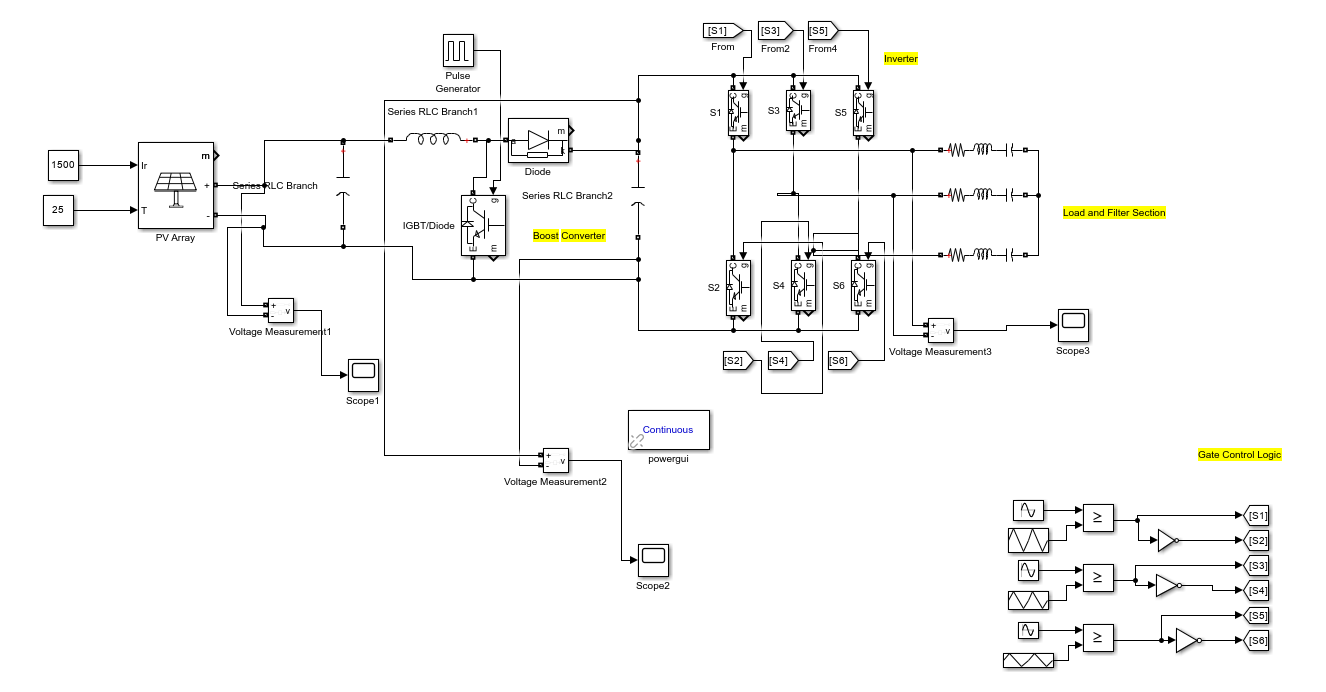 [S1]
[S3]
[S5]
From
From2
From4
Inverter
Pulse
Generator
Series RLC Branch1
C
g
E
m
S1
C
g
E
m
S3
C
g
E
m
S5
1500
Ir
m
+
25
T
-
PV Array
Series RLC Branch
+
+
a
m
k
Diode
+
Series RLC Branch2
IGBT/Diode
C
g
E
m
Boost Converter
+
+
+
Load and Filter Section
S2
C
g
E
m
S4
C
g
E
m
S6
C
g
E
m
+
-
v
Voltage Measurement1
Scope1
+
-
v
Voltage Measurement3
Scope3
[S2]
[S4]
[S6]
Continuous
powergui
+
-
v
Voltage Measurement2
Scope2
Gate Control Logic
≥
[S1]
[S2]
≥
[S3]
[S4]
≥
[S5]
[S6]